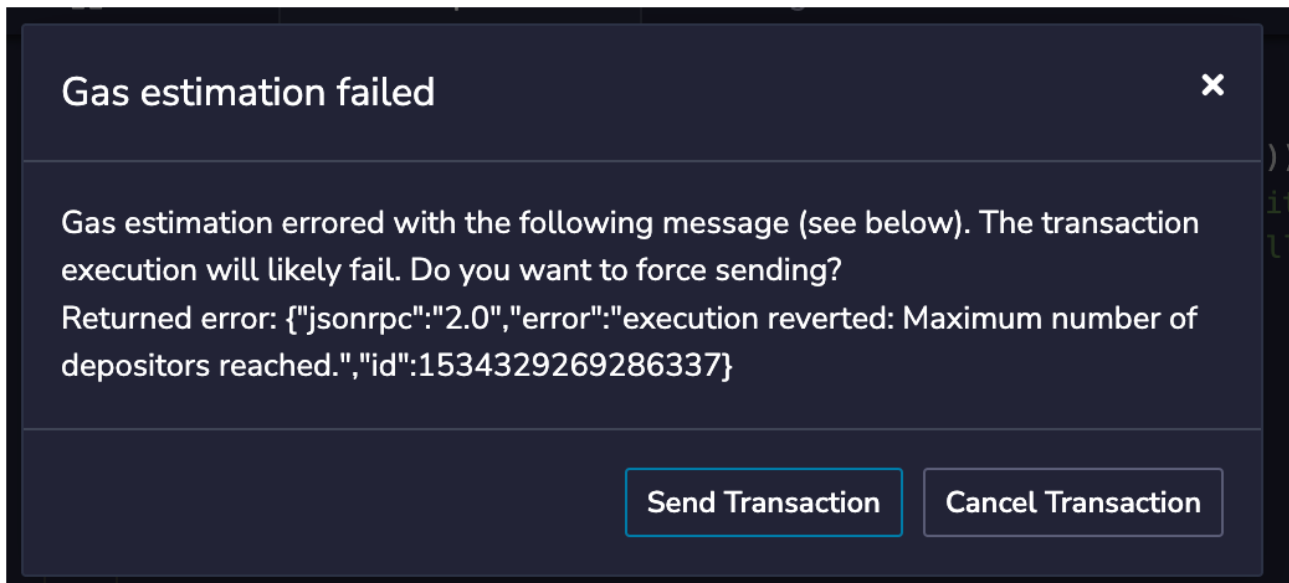 Gas estimation failed
Gas estimation errored with the following message (see below). The transaction
execution will likely fail. Do you want to force sending?
Returned error: {"jsonrpc":"2.0","error":"execution reverted: Maximum number of
depositors reached.","id":1534329269286337}
Send Transaction
Cancel Transaction